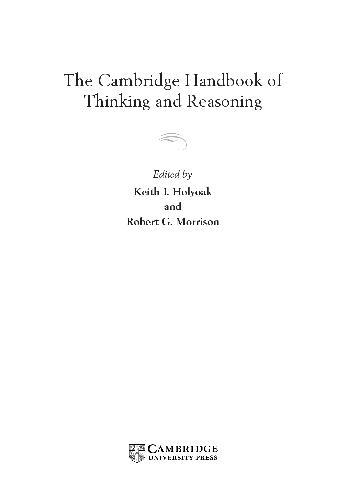 The Cambridge Handbook of
Thinking and Reasoning
Edited by
Keith J. Holyoak
and
Robert G. Morrison
CAMBRIDGE
UNIVERSITY PRESS